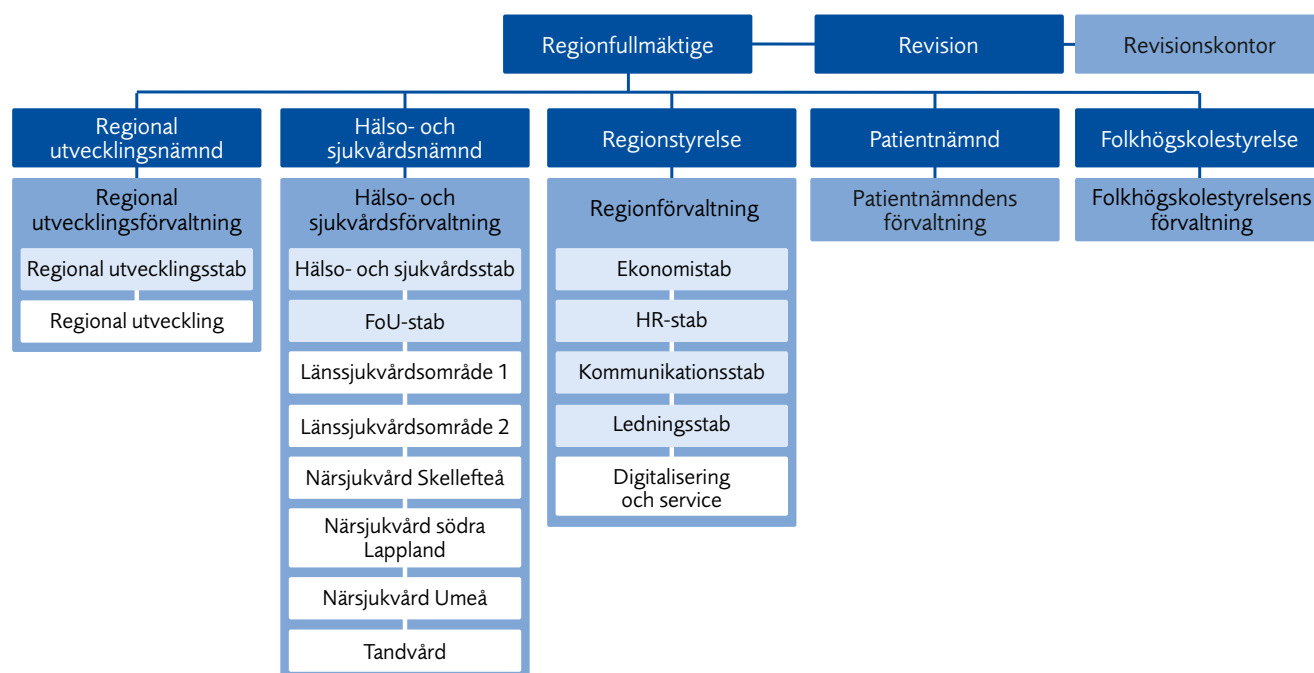 Regionfullmäktige
Revision
Revisionskontor
Regional
utvecklingsnämnd
Hälso- och
sjukvårdsnämnd
Regionstyrelse
Patientnämnd
Folkhögskolestyrelse
Regional
utvecklingsförvaltning
Regional utvecklingsstab
Regional utveckling
Hälso- och
sjukvårdsförvaltning
Hälso- och sjukvårdsstab
FoU-stab
Länssjukvårdsområde 1
Länssjukvårdsområde 2
Närsjukvård Skellefteå
Närsjukvård södra
Lappland
Närsjukvård Umeå
Tandvård
Regionförvaltning
Ekonomistab
HR-stab
Kommunikationsstab
Ledningsstab
Digitalisering
och service
Patientnämndens
förvaltning
Folkhögskolestyrelsens
förvaltning